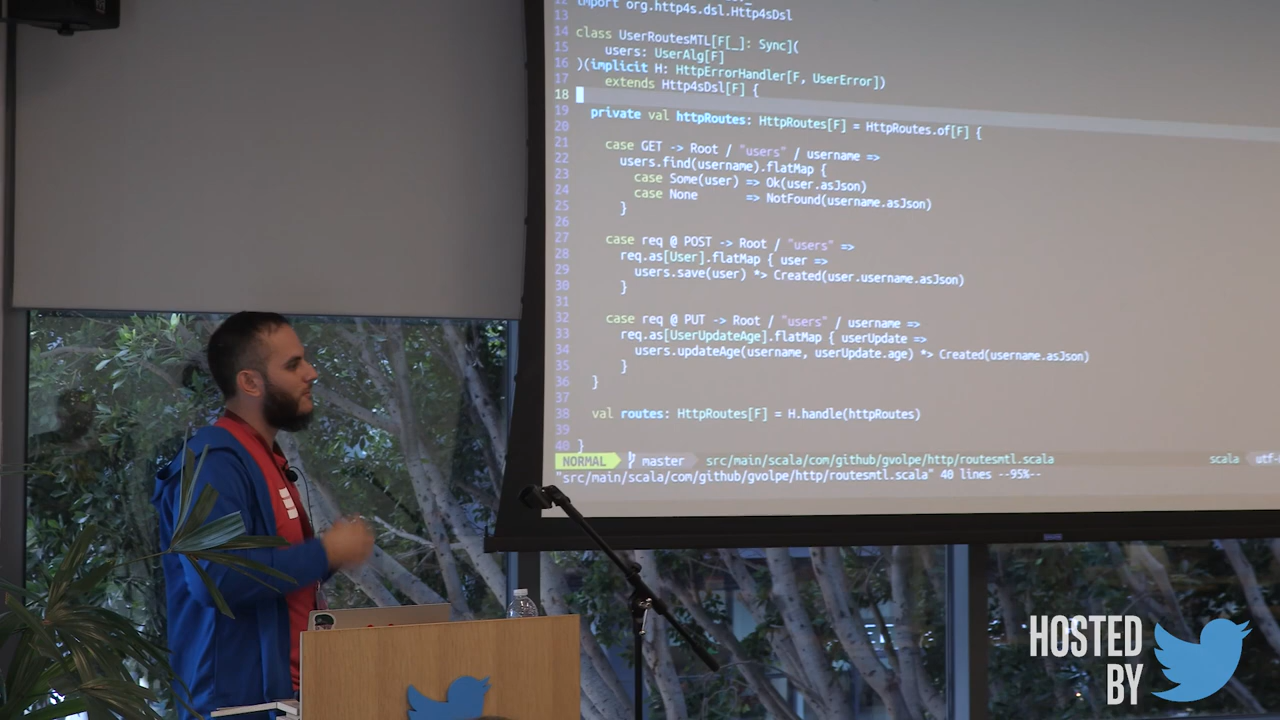 import org.http4s.dsl.Http4sDsl
13
14 class UserRoutesMTL[F[_]: Sync](
15 users: UserAlg[F]
16 )(implicit H: HttpErrorHandler[F, UserError])
17 extends Http4sDsl[F] {
18
19 private val httpRoutes: HttpRoutes[F] = HttpRoutes.of[F] {
20
21 case GET -> Root / "users" / username =>
22 users.find(username).flatMap {
23 case Some(user) => Ok(user.asJson)
24 case None => NotFound(username.asJson)
25 }
26
27 case req @ POST -> Root / "users" =>
28 req.as[User].flatMap { user =>
29 users.save(user) *> Created(user.username.asJson)
30 }
31
32 case req @ PUT -> Root / "users" / username =>
33 req.as[UserUpdateAge].flatMap { userUpdate =>
34 users.updateAge(username, userUpdate.age) *> Created(username.asJson)
35 }
36 }
37
38 val routes: HttpRoutes[F] = H.handle(httpRoutes)
39
40 }
NORMAL master src/main/scala/com/github/gvolpe/http/routesmtl.scala scala utf-
"src/main/scala/com/github/gvolpe/http/routesmtl.scala" 40 lines --95%--
HOSTED
BY